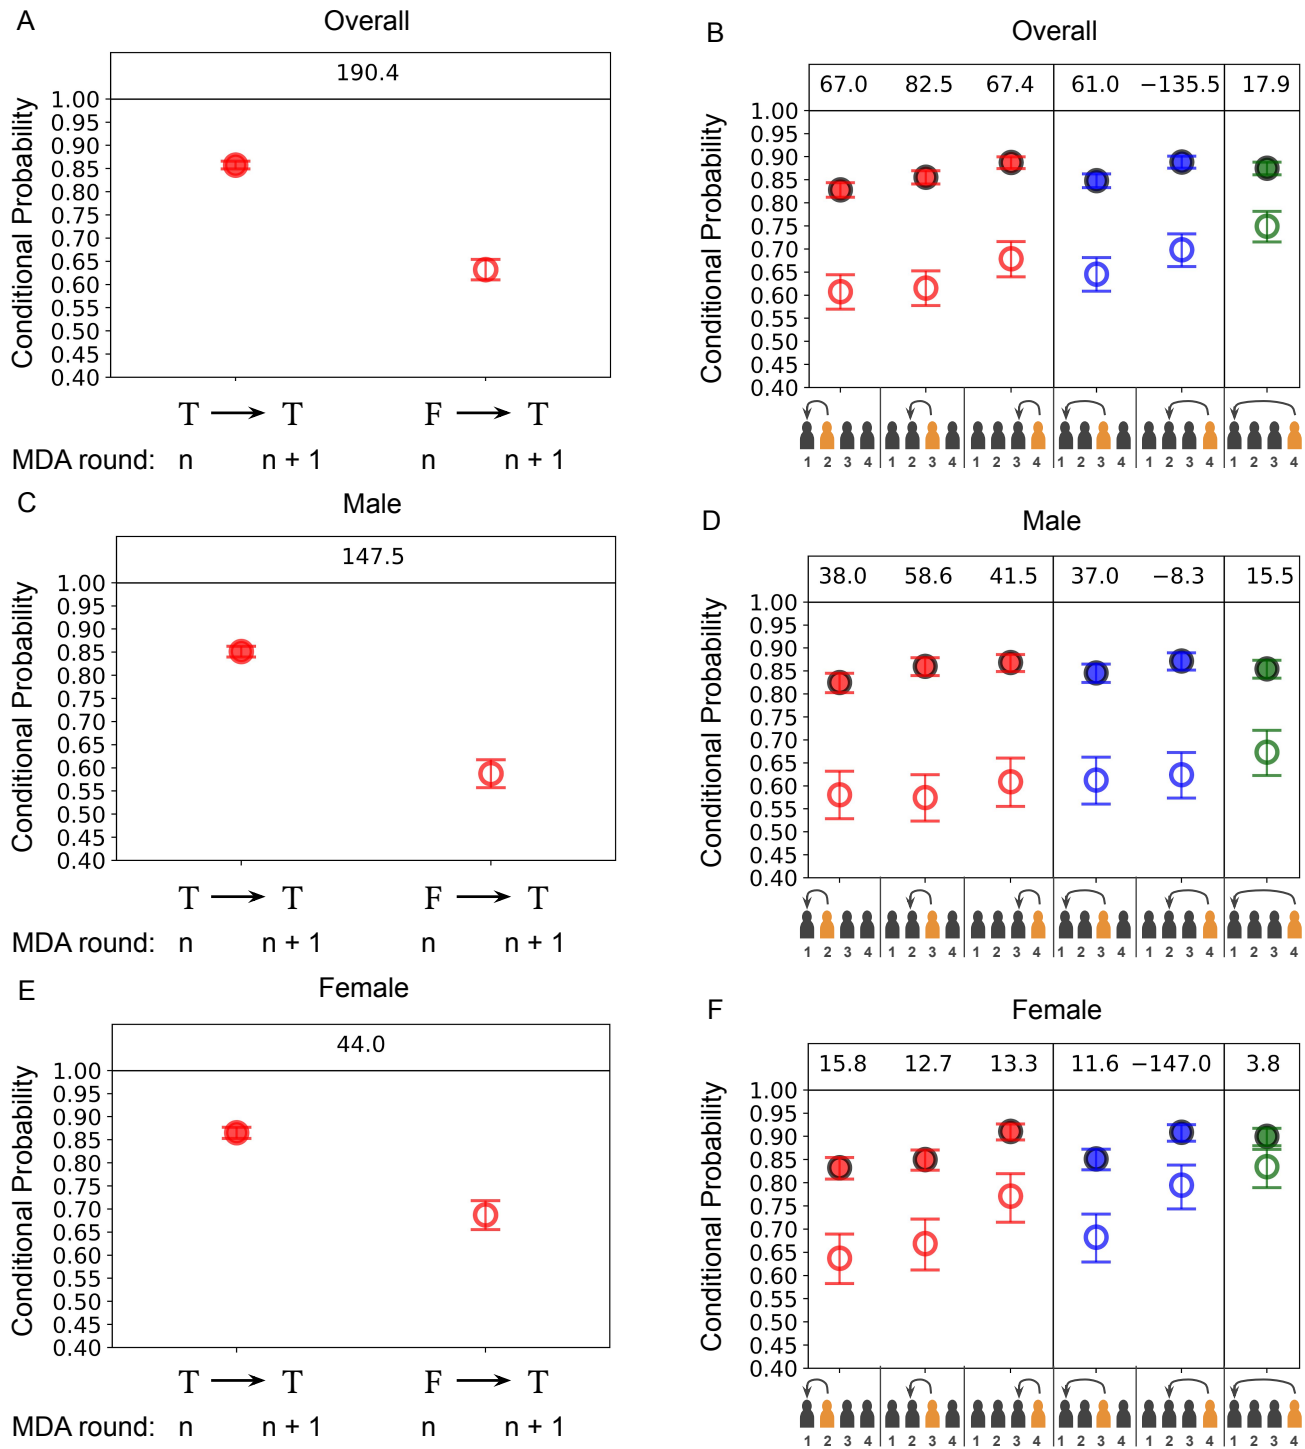 A
Overall
190.4
Conditional Probability
1.00
0.95
0.90
0.85
0.80
0.75
0.70
0.65
0.60
0.55
0.50
0.45
0.40
T → T
F → T
MDA round: n n + 1 n n + 1
B
Overall
67.0 82.5 67.4 61.0 −135.5 17.9
Conditional Probability
1.00
0.95
0.90
0.85
0.80
0.75
0.70
0.65
0.60
0.55
0.50
0.45
0.40
1 2 3 4 1 2 3 4 1 2 3 4 1 2 3 4 1 2 3 4 1 2 3 4
C
Male
147.5
Conditional Probability
1.00
0.95
0.90
0.85
0.80
0.75
0.70
0.65
0.60
0.55
0.50
0.45
0.40
T → T
F → T
MDA round: n n + 1 n n + 1
D
Male
38.0 58.6 41.5 37.0 −8.3 15.5
Conditional Probability
1.00
0.95
0.90
0.85
0.80
0.75
0.70
0.65
0.60
0.55
0.50
0.45
0.40
1 2 3 4 1 2 3 4 1 2 3 4 1 2 3 4 1 2 3 4 1 2 3 4
E
Female
44.0
Conditional Probability
1.00
0.95
0.90
0.85
0.80
0.75
0.70
0.65
0.60
0.55
0.50
0.45
0.40
T → T
F → T
MDA round: n n + 1 n n + 1
F
Female
15.8 12.7 13.3 11.6 −147.0 3.8
Conditional Probability
1.00
0.95
0.90
0.85
0.80
0.75
0.70
0.65
0.60
0.55
0.50
0.45
0.40
1 2 3 4 1 2 3 4 1 2 3 4 1 2 3 4 1 2 3 4 1 2 3 4